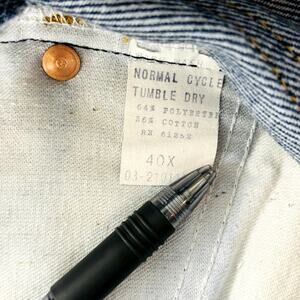 NORMAL CYCLE
TUMBLE DRY
64% POLYESTER
36% COTTON
RN
40X